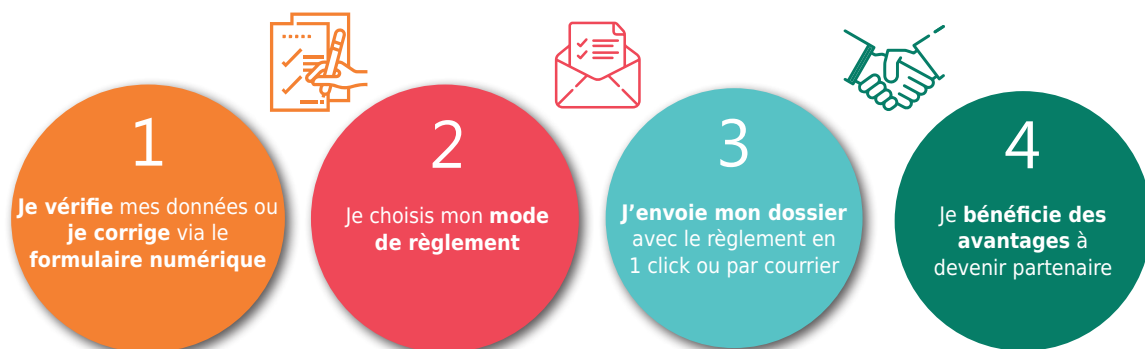 1
Je vérifie mes données ou
je corrige via le
formulaire numérique
2
Je choisis mon mode
de règlement
3
J'envoie mon dossier
avec le règlement en
1 click ou par courrier
4
Je bénéficie des
avantages à
devenir partenaire